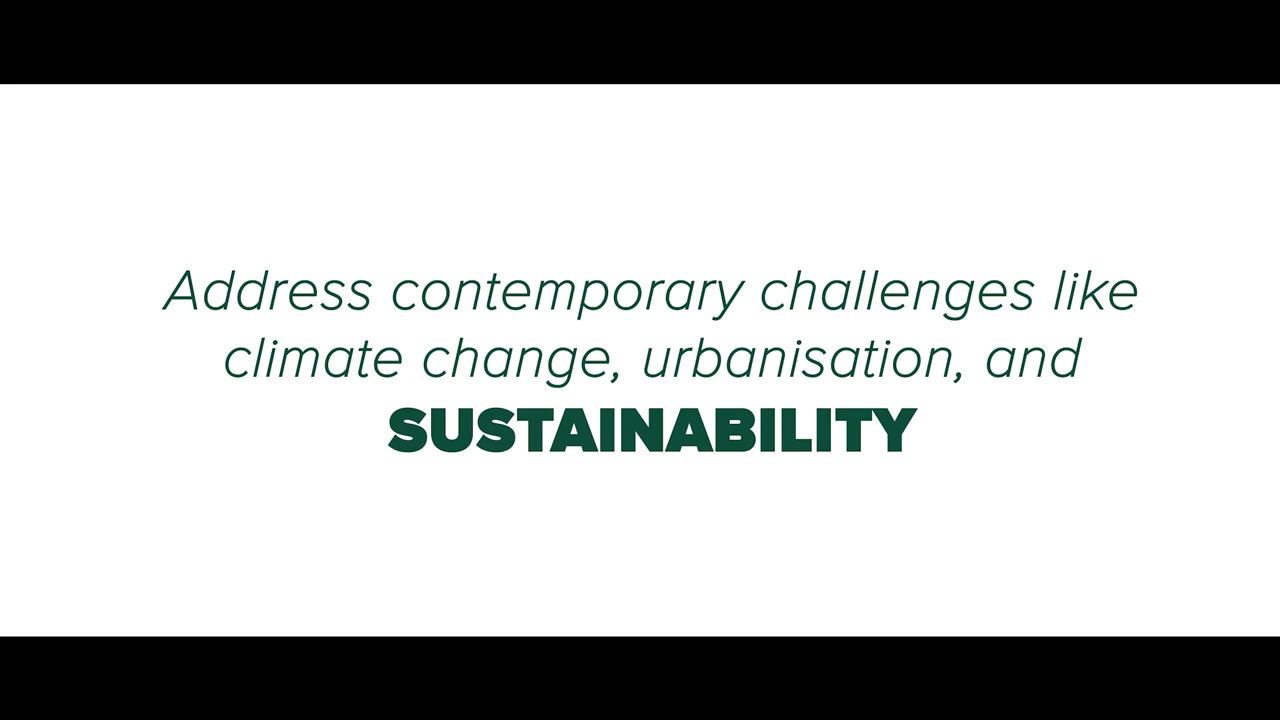 Address contemporary challenges like
climate change, urbanisation, and
SUSTAINABILITY